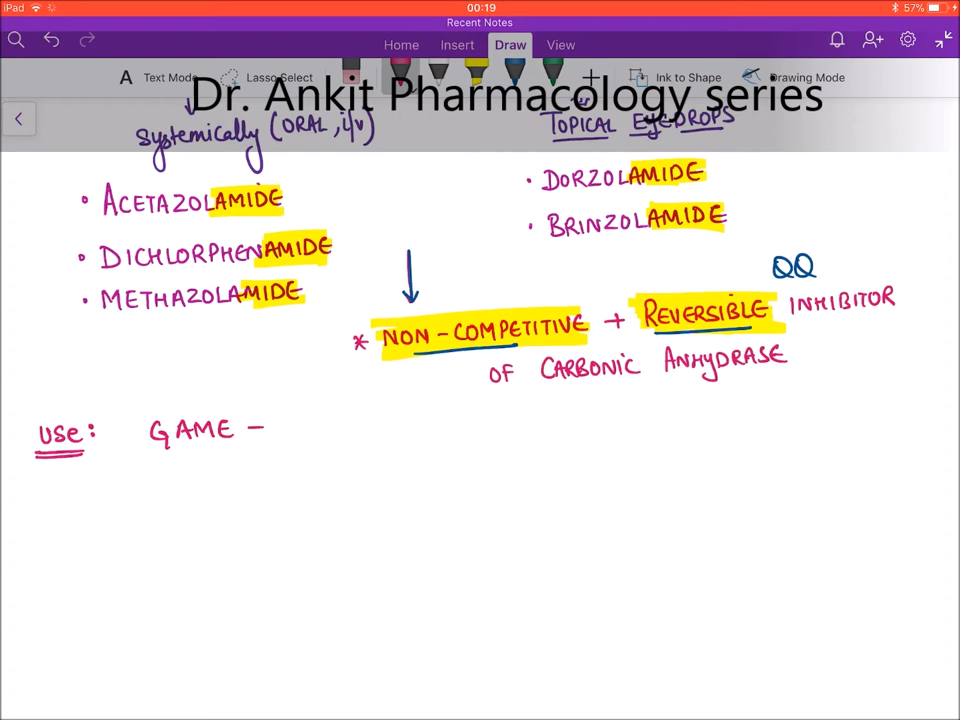 iPad 00:19 57%
Recent Notes
Home Insert Draw View
A Text Mode Lasso Select Ink to Shape Drawing Mode
Dr. Ankit Pharmacology series
systemically (ORAL, i/v)
TOPICAL EYEDROPS
• ACETAZOLAMIDE
• DICHLORPHENAMIDE
• METHAZOLAMIDE
• DORZOLAMIDE
• BRINZOLAMIDE
QQ
* NON-COMPETITIVE + REVERSIBLE INHIBITOR
OF CARBONIC ANHYDRASE
USE: GAME -